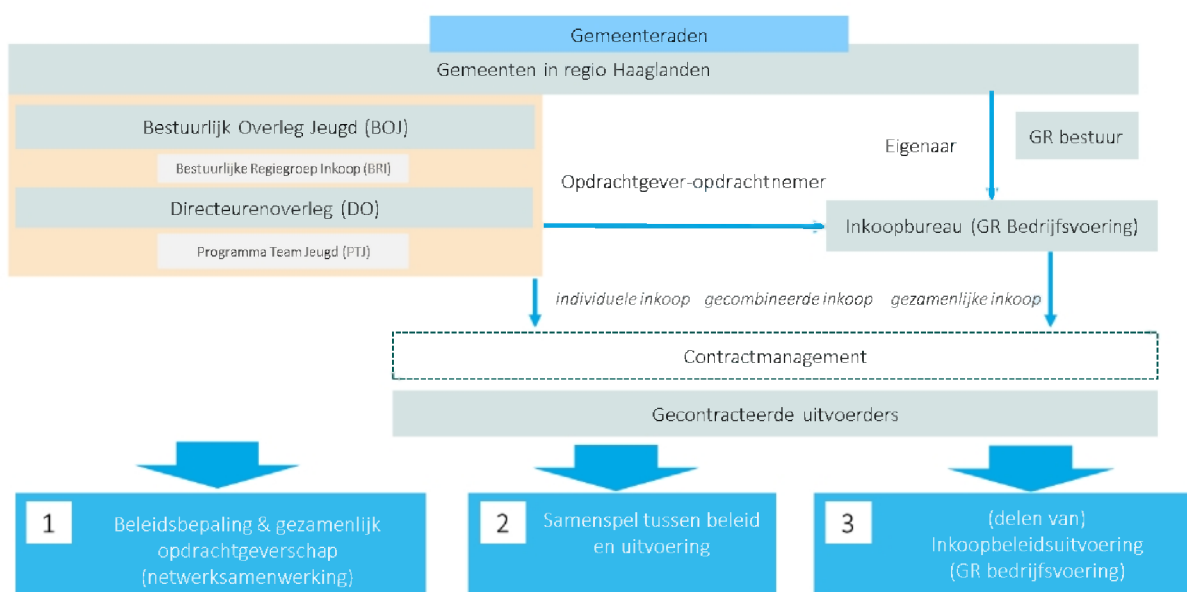 Gemeenteraden
Gemeenten in regio Haaglanden
Bestuurlijk Overleg Jeugd (BOJ)
Bestuurlijke Regiegroep Inkoop (BRI)
Directeurenoverleg (DO)
Programma Team Jeugd (PTJ)
Eigenaar
GR bestuur
Opdrachtgever-opdrachtnemer
Inkoopbureau (GR Bedrijfsvoering)
individuele inkoop gecombineerde inkoop gezamenlijke inkoop
Contractmanagement
Gecontracteerde uitvoerders
1
Beleidsbepaling & gezamenlijk
opdrachtgeverschap
(netwerksamenwerking)
2
Samenspel tussen beleid
en uitvoering
3
(delen van)
Inkoopbeleidsuitvoering
(GR bedrijfsvoering)